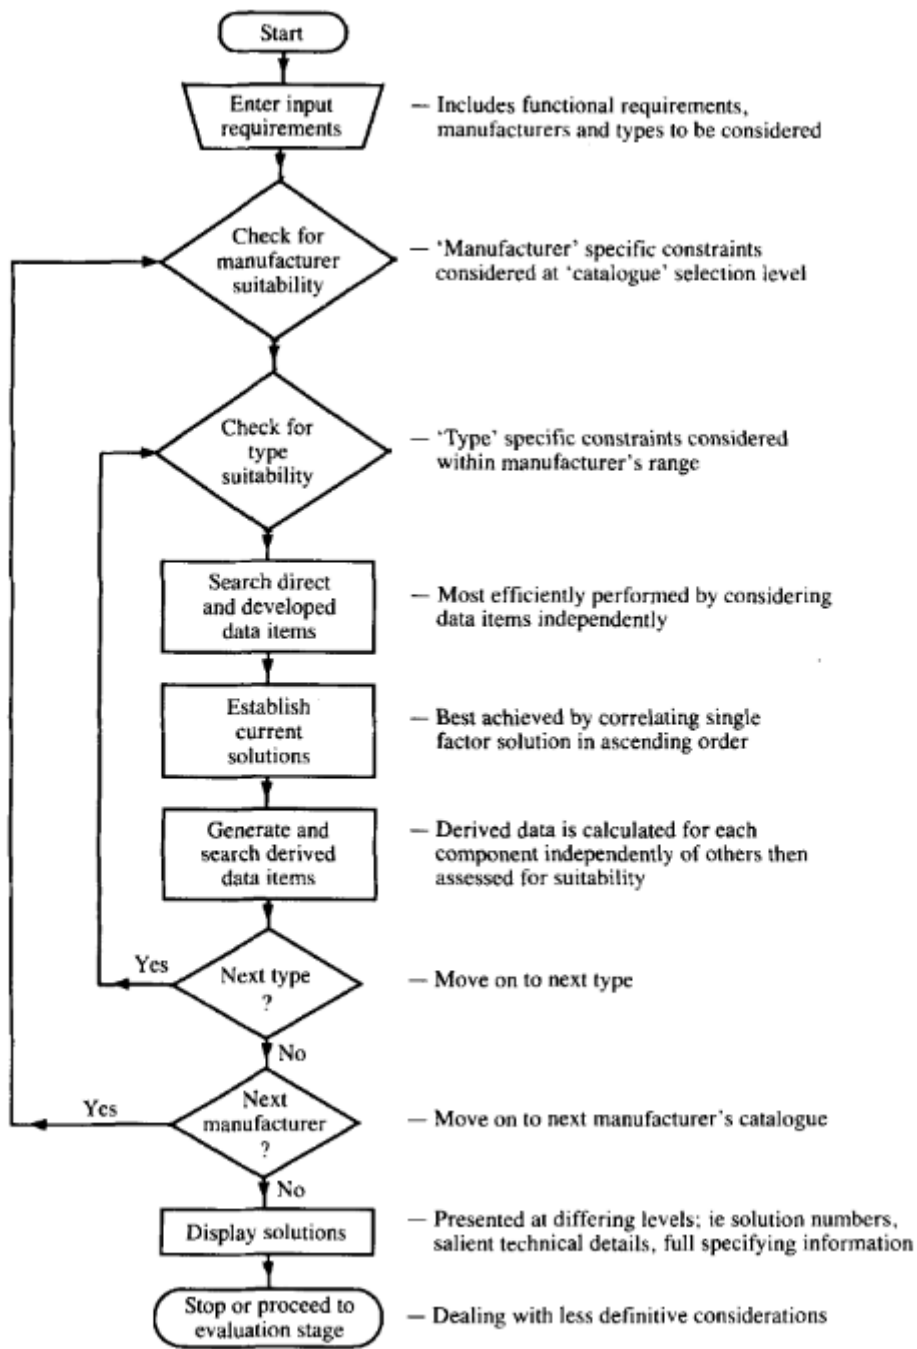 Start
Enter input
requirements
— Includes functional requirements,
manufacturers and types to be considered
Check for
manufacturer
suitability
— ‘Manufacturer’ specific constraints
considered at ‘catalogue’ selection level
Check for
type
suitability
— ‘Type’ specific constraints considered
within manufacturer’s range
Search direct
and developed
data items
— Most efficiently performed by considering
data items independently
Establish
current
solutions
— Best achieved by correlating single
factor solution in ascending order
Generate and
search derived
data items
— Derived data is calculated for each
component independently of others then
assessed for suitability
Yes
Next type
?
— Move on to next type
No
Yes
Next
manufacturer
?
— Move on to next manufacturer’s catalogue
No
Display solutions
— Presented at differing levels; ie solution numbers,
salient technical details, full specifying information
Stop or proceed to
evaluation stage
— Dealing with less definitive considerations